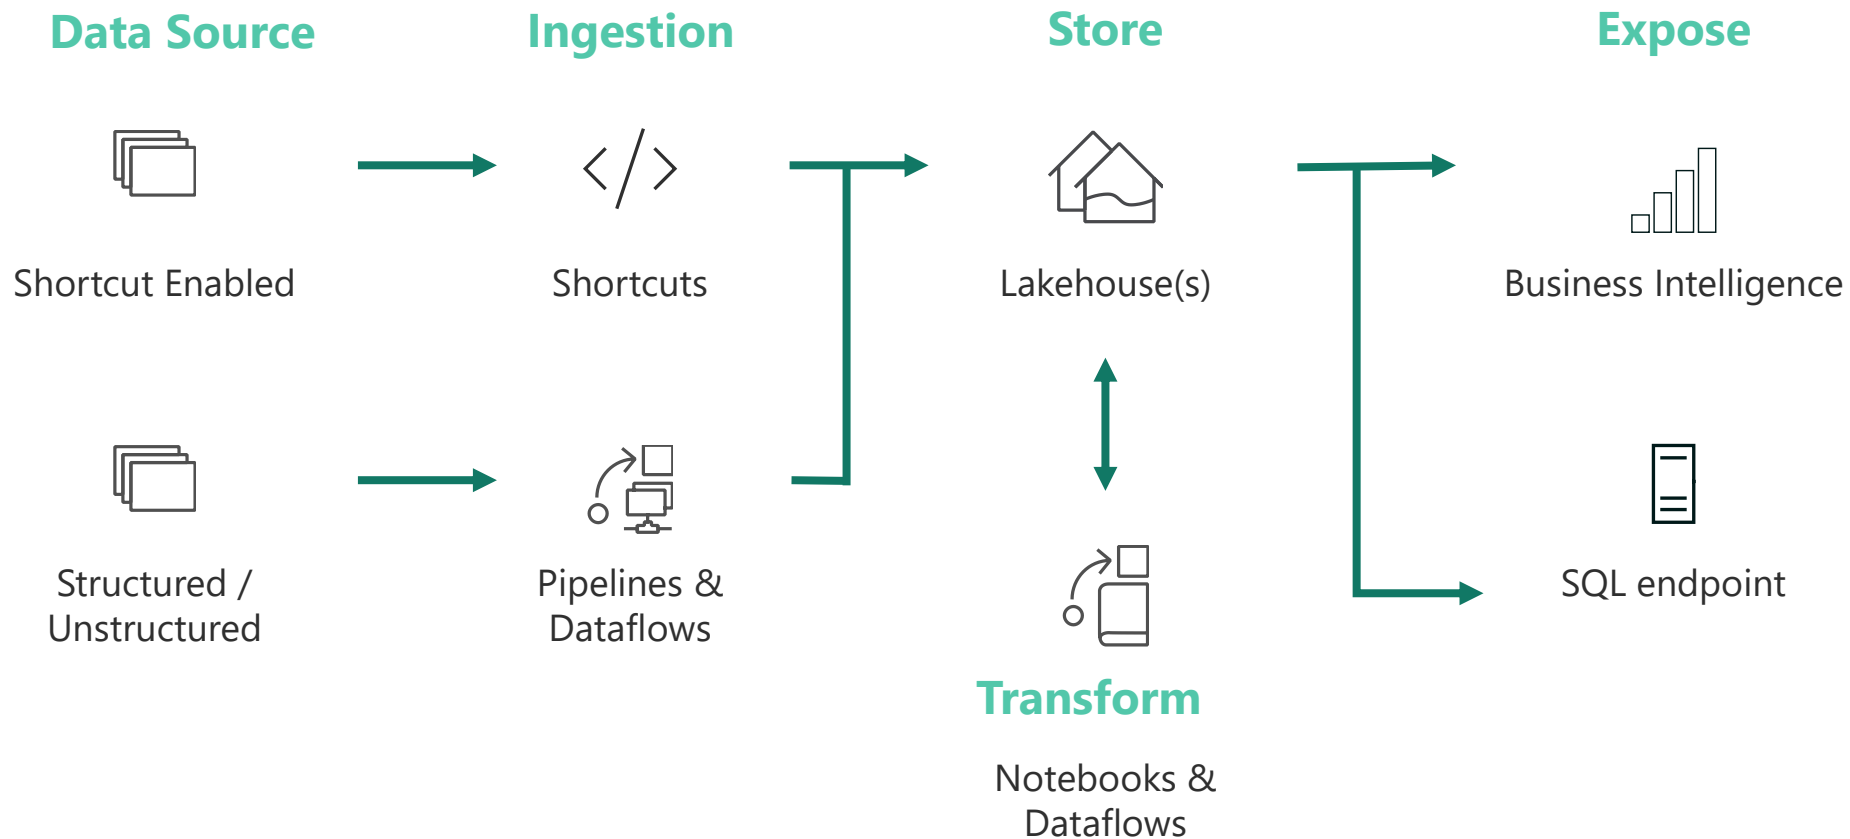 Data Source
Ingestion
Store
Expose
Shortcut Enabled
Shortcuts
Lakehouse(s)
Business Intelligence
Structured /
Unstructured
Pipelines &
Dataflows
SQL endpoint
Transform
Notebooks &
Dataflows